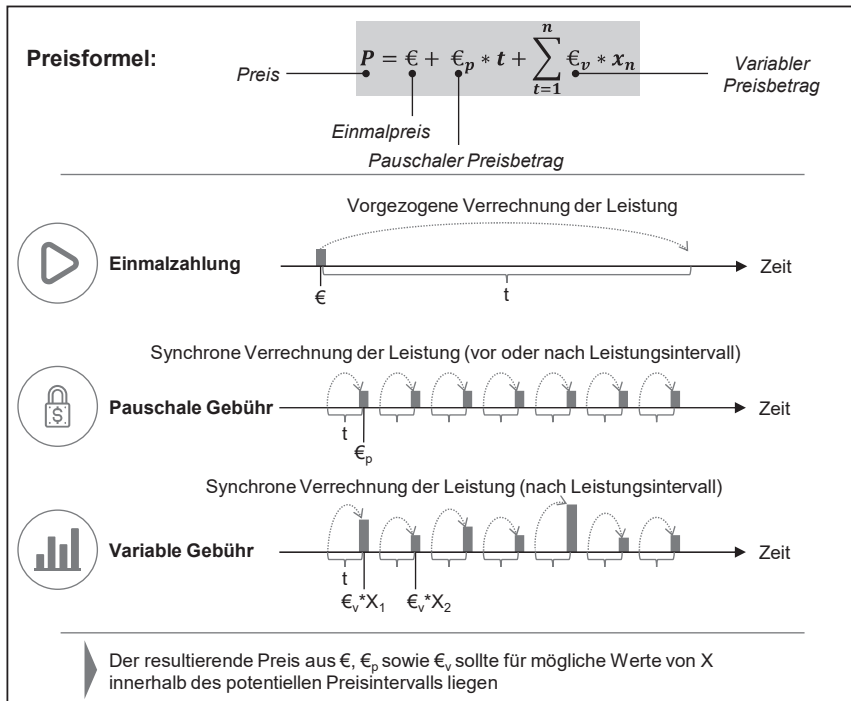 Preisformel:
P = € + €p * t + ∑ⁿₜ₌₁ €v * xn
Preis
Variabler
Preisbetrag
Einmalpreis
Pauschaler Preisbetrag
Vorgezogene Verrechnung der Leistung
Einmalzahlung
Zeit
€
t
Synchrone Verrechnung der Leistung (vor oder nach Leistungsintervall)
$
Pauschale Gebühr
Zeit
t
€p
Synchrone Verrechnung der Leistung (nach Leistungsintervall)
Variable Gebühr
Zeit
t
€v*X1 €v*X2
Der resultierende Preis aus €, €p sowie €v sollte für mögliche Werte von X
innerhalb des potentiellen Preisintervalls liegen